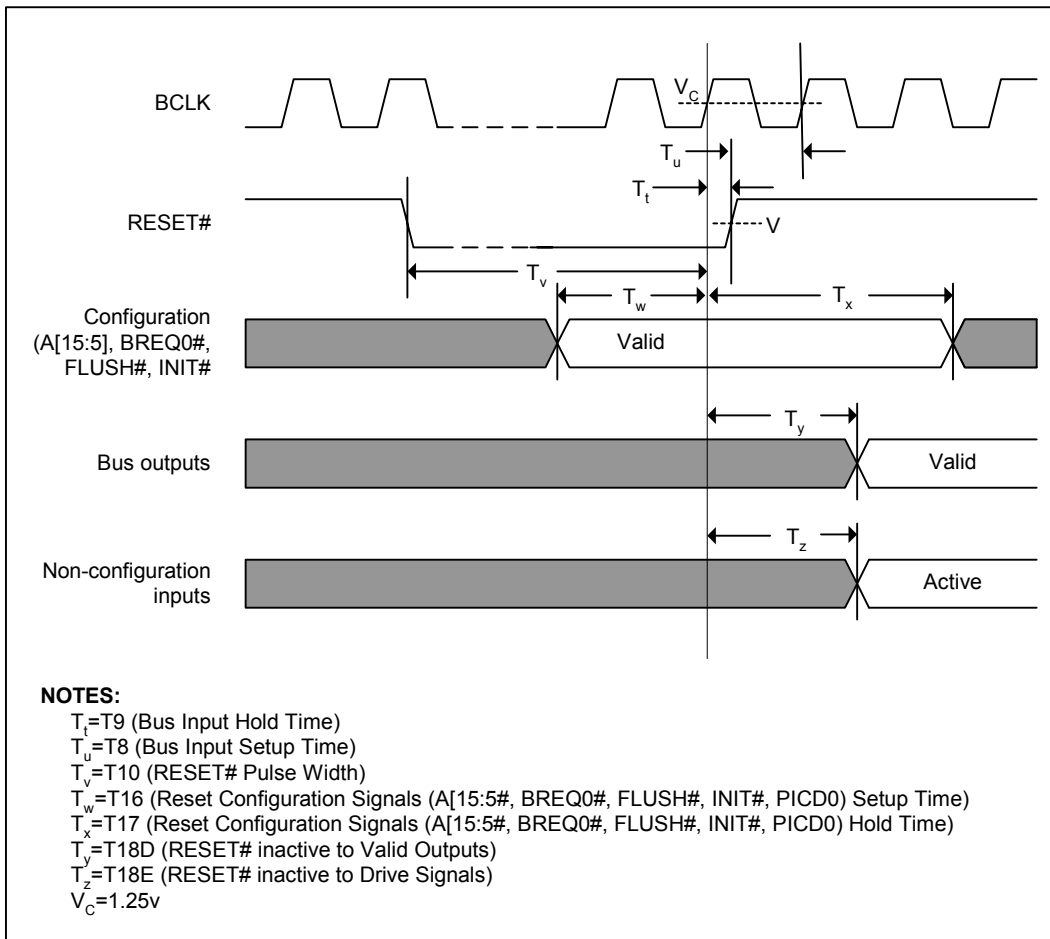 BCLK
V_C
T_u
T_t
RESET#
V
T_v
T_w
T_x
Configuration
(A[15:5], BREQ0#,
FLUSH#, INIT#
Valid
T_y
Bus outputs
Valid
T_z
Non-configuration
inputs
Active
NOTES:
T_t=T9 (Bus Input Hold Time)
T_u=T8 (Bus Input Setup Time)
T_v=T10 (RESET# Pulse Width)
T_w=T16 (Reset Configuration Signals (A[15:5#, BREQ0#, FLUSH#, INIT#, PICD0) Setup Time)
T_x=T17 (Reset Configuration Signals (A[15:5#, BREQ0#, FLUSH#, INIT#, PICD0) Hold Time)
T_y=T18D (RESET# inactive to Valid Outputs)
T_z=T18E (RESET# inactive to Drive Signals)
V_C=1.25v